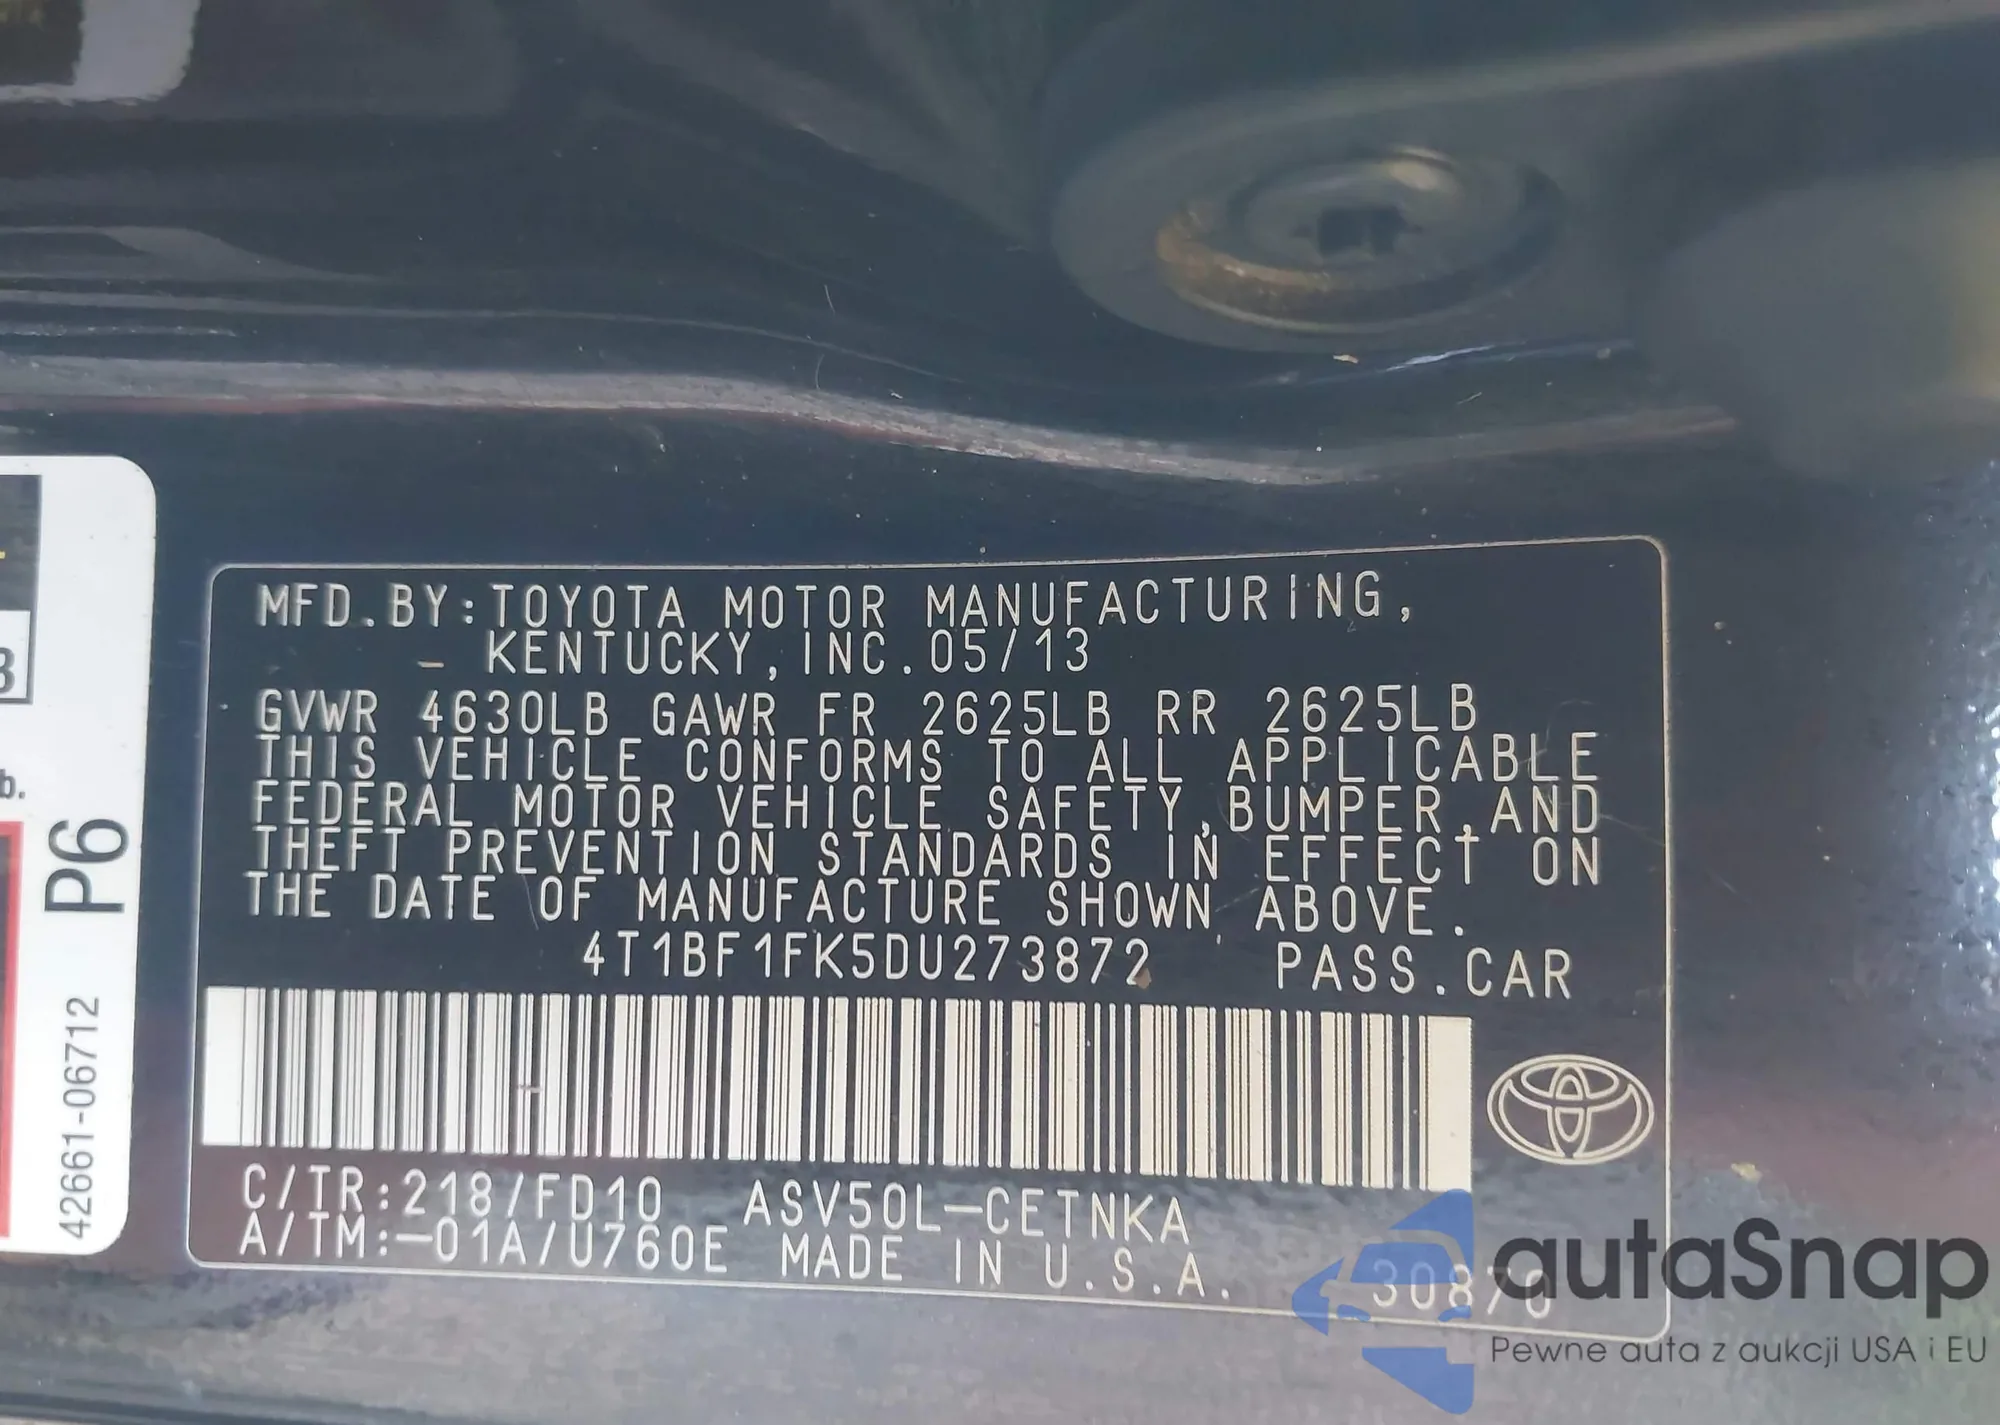 MFD.BY:TOYOTA MOTOR MANUFACTURING,
- KENTUCKY,INC.05/13
GVWR 4630LB GAWR FR 2625LB RR 2625LB
THIS VEHICLE CONFORMS TO ALL APPLICABLE
FEDERAL MOTOR VEHICLE SAFETY,BUMPER,AND
THEFT PREVENTION STANDARDS IN EFFECT ON
THE DATE OF MANUFACTURE SHOWN ABOVE.
4T1BF1FK5DU273872 PASS.CAR
C/TR:218/FD10 ASV50L-CETNKA
A/TM:-01A/U760E MADE IN U.S.A. 30870
b.
P6
42661-06712
autaSnap
Pewne auta z aukcji USA i EU